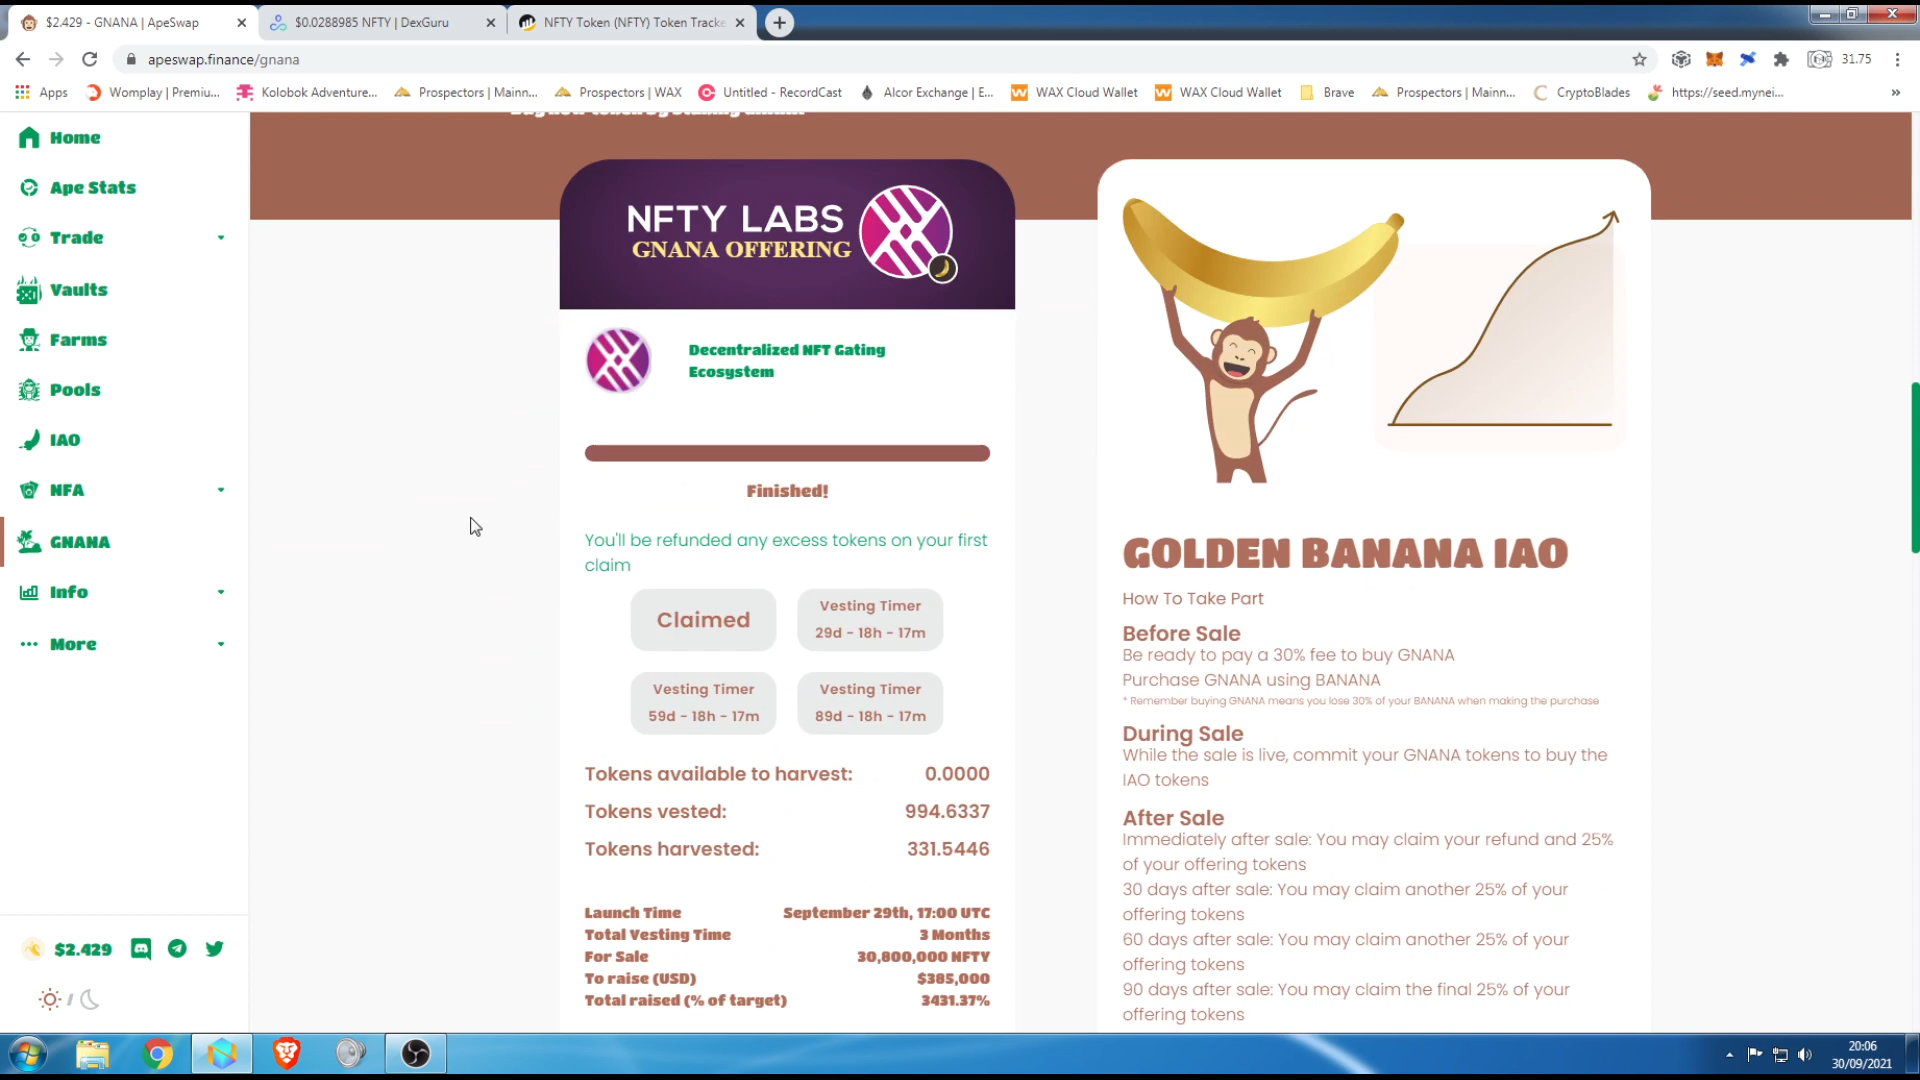 $2.429 - GNANA | ApeSwap
$0.0288985 NFTY | DexGuru
NFTY Token (NFTY) Token Tracke
apeswap.finance/gnana
31.75
Apps
Womplay | Premiu...
Kolobok Adventure...
Prospectors | Mainn...
Prospectors | WAX
Untitled - RecordCast
Alcor Exchange | E...
WAX Cloud Wallet
WAX Cloud Wallet
Brave
Prospectors | Mainn...
CryptoBlades
https://seed.mynei...
»
Home
Ape Stats
Trade
Vaults
Farms
Pools
IAO
NFA
GNANA
Info
More
$2.429
/
NFTY LABS
GNANA OFFERING
Decentralized NFT Gating
Ecosystem
Finished!
You'll be refunded any excess tokens on your first
claim
Claimed
Vesting Timer
29d - 18h - 17m
Vesting Timer
59d - 18h - 17m
Vesting Timer
89d - 18h - 17m
Tokens available to harvest: 0.0000
Tokens vested: 994.6337
Tokens harvested: 331.5446
Launch Time September 29th, 17:00 UTC
Total Vesting Time 3 Months
For Sale 30,800,000 NFTY
To raise (USD) $385,000
Total raised (% of target) 3431.37%
GOLDEN BANANA IAO
How To Take Part
Before Sale
Be ready to pay a 30% fee to buy GNANA
Purchase GNANA using BANANA
* Remember buying GNANA means you lose 30% of your BANANA when making the purchase
During Sale
While the sale is live, commit your GNANA tokens to buy the
IAO tokens
After Sale
Immediately after sale: You may claim your refund and 25%
of your offering tokens
30 days after sale: You may claim another 25% of your
offering tokens
60 days after sale: You may claim another 25% of your
offering tokens
90 days after sale: You may claim the final 25% of your
offering tokens
20:06
30/09/2021